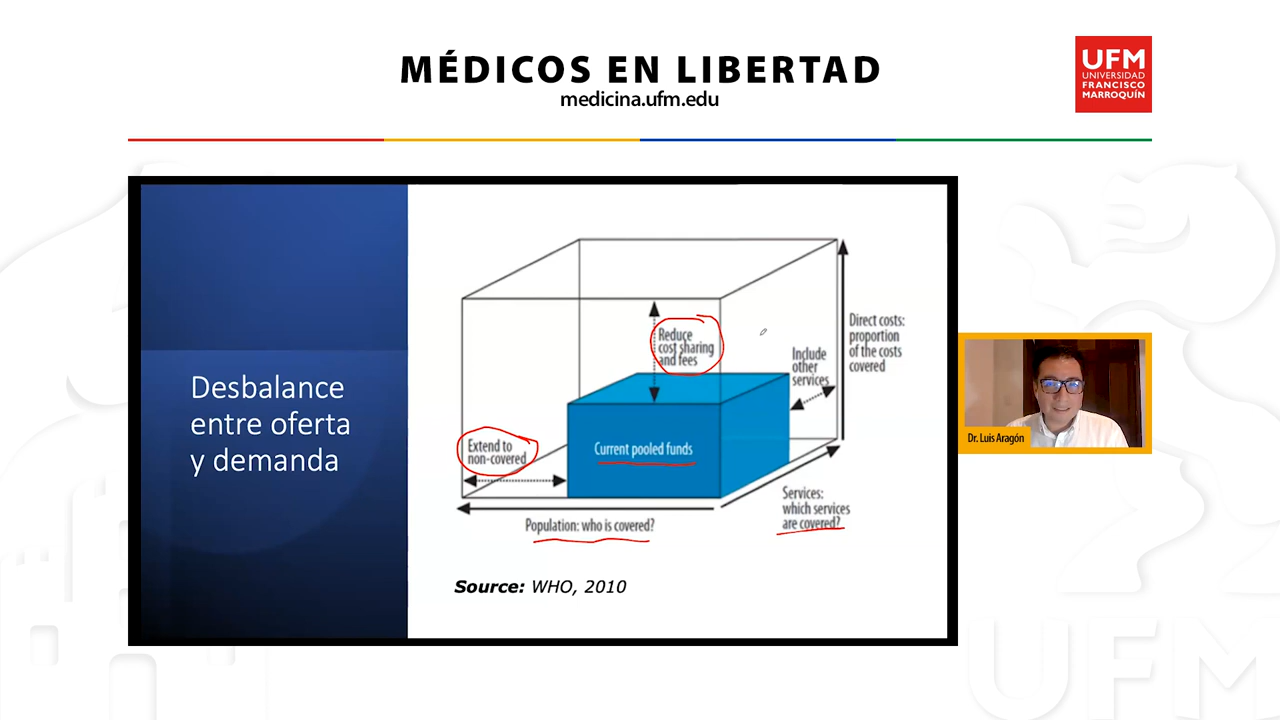 MÉDICOS EN LIBERTAD
medicina.ufm.edu
UFM
UNIVERSIDAD
FRANCISCO
MARROQUÍN
Desbalance
entre oferta
y demanda
Reduce
cost sharing
and fees
Include
other
services
Direct costs:
proportion
of the costs
covered
Extend to
non-covered
Current pooled funds
Services:
which services
are covered?
Population: who is covered?
Source: WHO, 2010
Dr. Luis Aragón
UFM